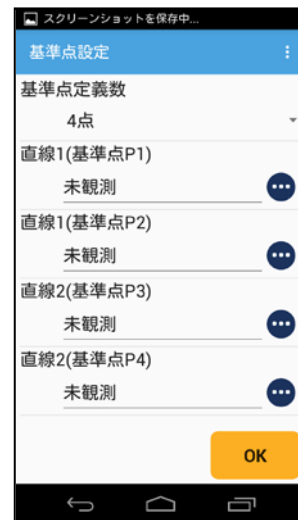 スクリーンショットを保存中...
基準点設定
基準点定義数
4点
直線1(基準点P1)
未観測
直線1(基準点P2)
未観測
直線2(基準点P3)
未観測
直線2(基準点P4)
未観測
OK